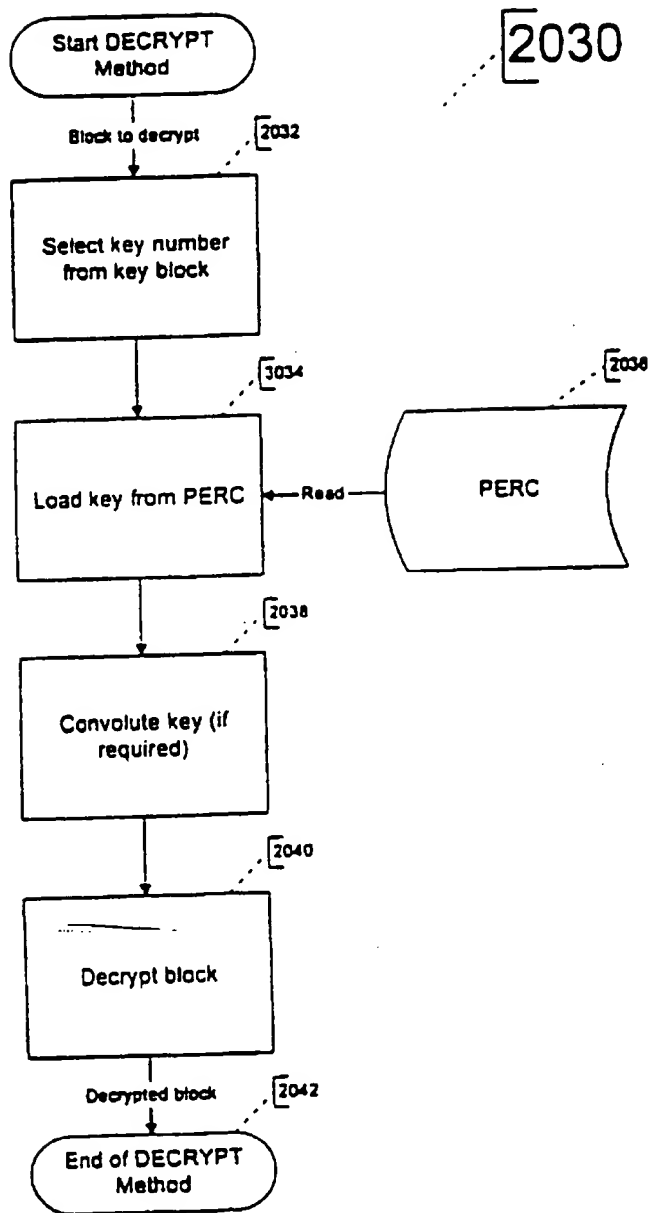 Start DECRYPT
Method
2030
Block to decrypt
2032
Select key number
from key block
3034
2036
Load key from PERC
Read
PERC
2038
Convolute key (if
required)
2040
Decrypt block
Decrypted block
2042
End of DECRYPT
Method